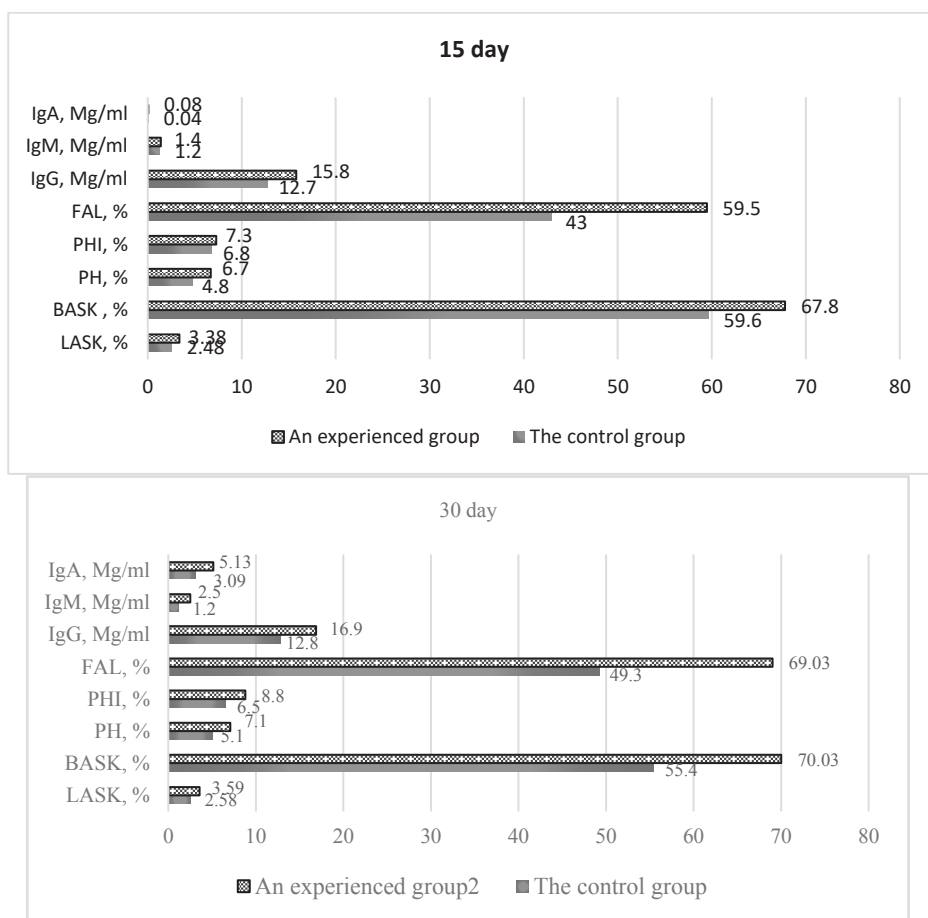 15 day
IgA, Mg/ml
0.08
0.04
IgM, Mg/ml
1.4
1.2
IgG, Mg/ml
15.8
12.7
FAL, %
59.5
43
PHI, %
7.3
6.8
PH, %
6.7
4.8
BASK , %
67.8
59.6
LASK, %
3.38
2.48
0 10 20 30 40 50 60 70 80
An experienced group The control group
30 day
IgA, Mg/ml
5.13
3.09
IgM, Mg/ml
2.5
1.2
IgG, Mg/ml
16.9
12.8
FAL, %
69.03
49.3
PHI, %
8.8
6.5
PH, %
7.1
5.1
BASK, %
70.03
55.4
LASK, %
3.59
2.58
0 10 20 30 40 50 60 70 80
An experienced group2 The control group